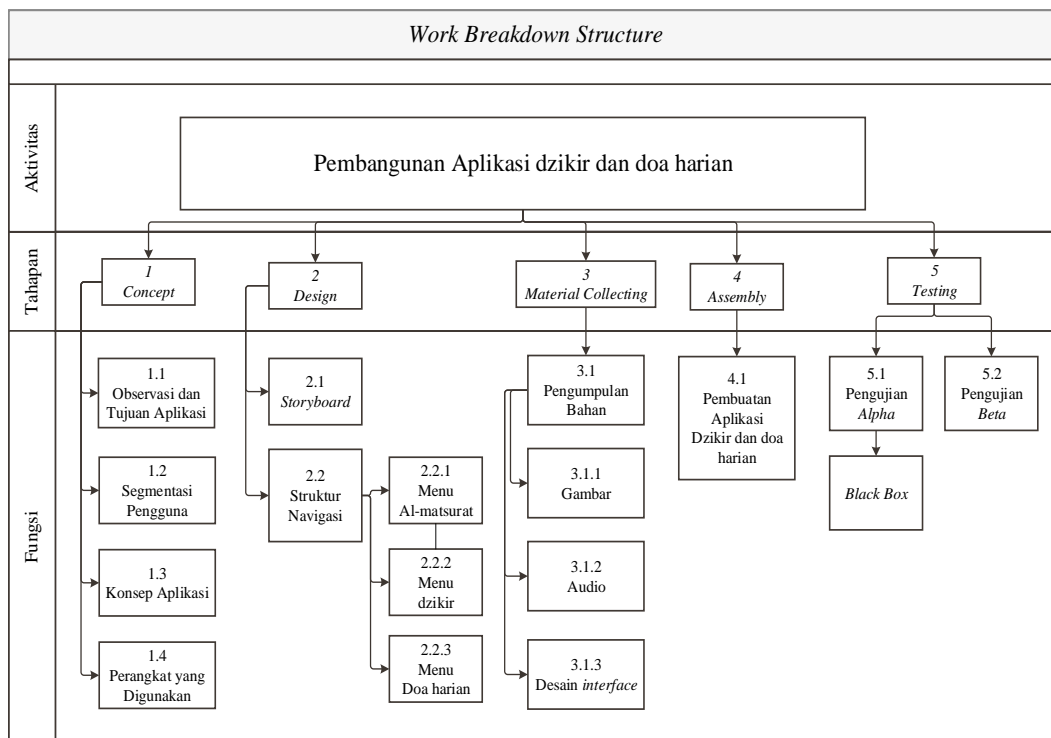 Work Breakdown Structure
Aktivitas
Pembangunan Aplikasi dzikir dan doa harian
Tahapan
1
Concept
2
Design
3
Material Collecting
4
Assembly
5
Testing
Fungsi
1.1
Observasi dan
Tujuan Aplikasi
1.2
Segmentasi
Pengguna
1.3
Konsep Aplikasi
1.4
Perangkat yang
Digunakan
2.1
Storyboard
2.2
Struktur
Navigasi
2.2.1
Menu
Al-matsurat
2.2.2
Menu
dzikir
2.2.3
Menu
Doa harian
3.1
Pengumpulan
Bahan
3.1.1
Gambar
3.1.2
Audio
3.1.3
Desain interface
4.1
Pembuatan
Aplikasi
Dzikir dan doa
harian
5.1
Pengujian
Alpha
Black Box
5.2
Pengujian
Beta